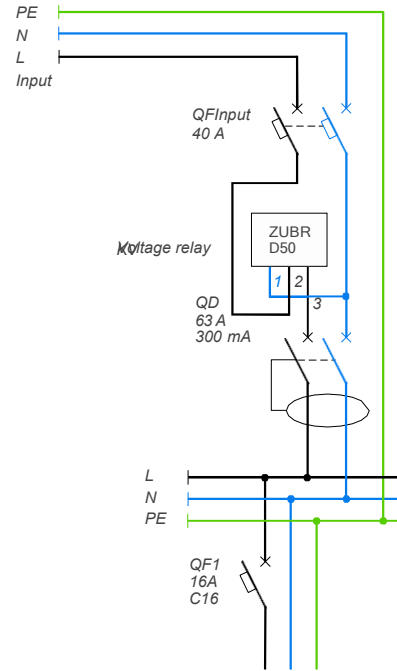 PE
N
L
Input
QFInput
40 A
ZUBR
D50
Voltage relay
KV
1
2
3
QD
63 A
300 mA
L
N
PE
QF1
16A
C16